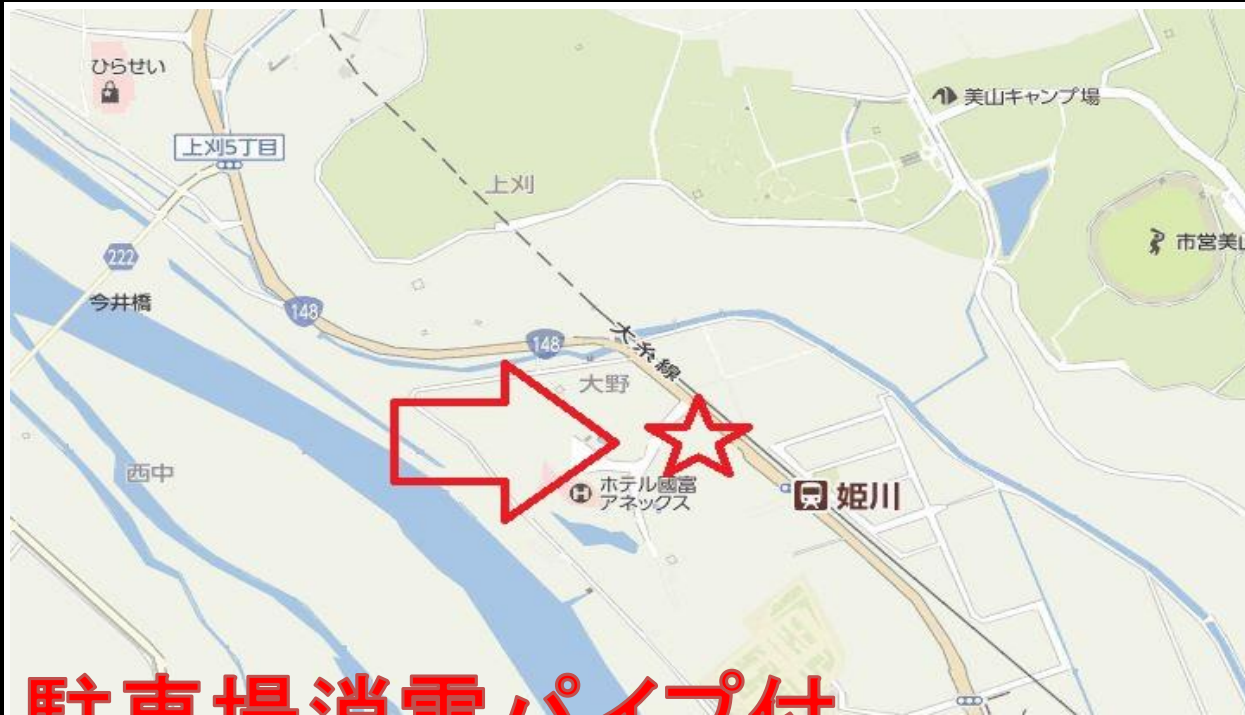 ひらせい
美山キャンプ場
上刈5丁目
上刈
市営美山
222
今井橋
148
148
大糸線
大野
西中
ホテル國富
アネックス
姫川
駐車場消雪パイプ付